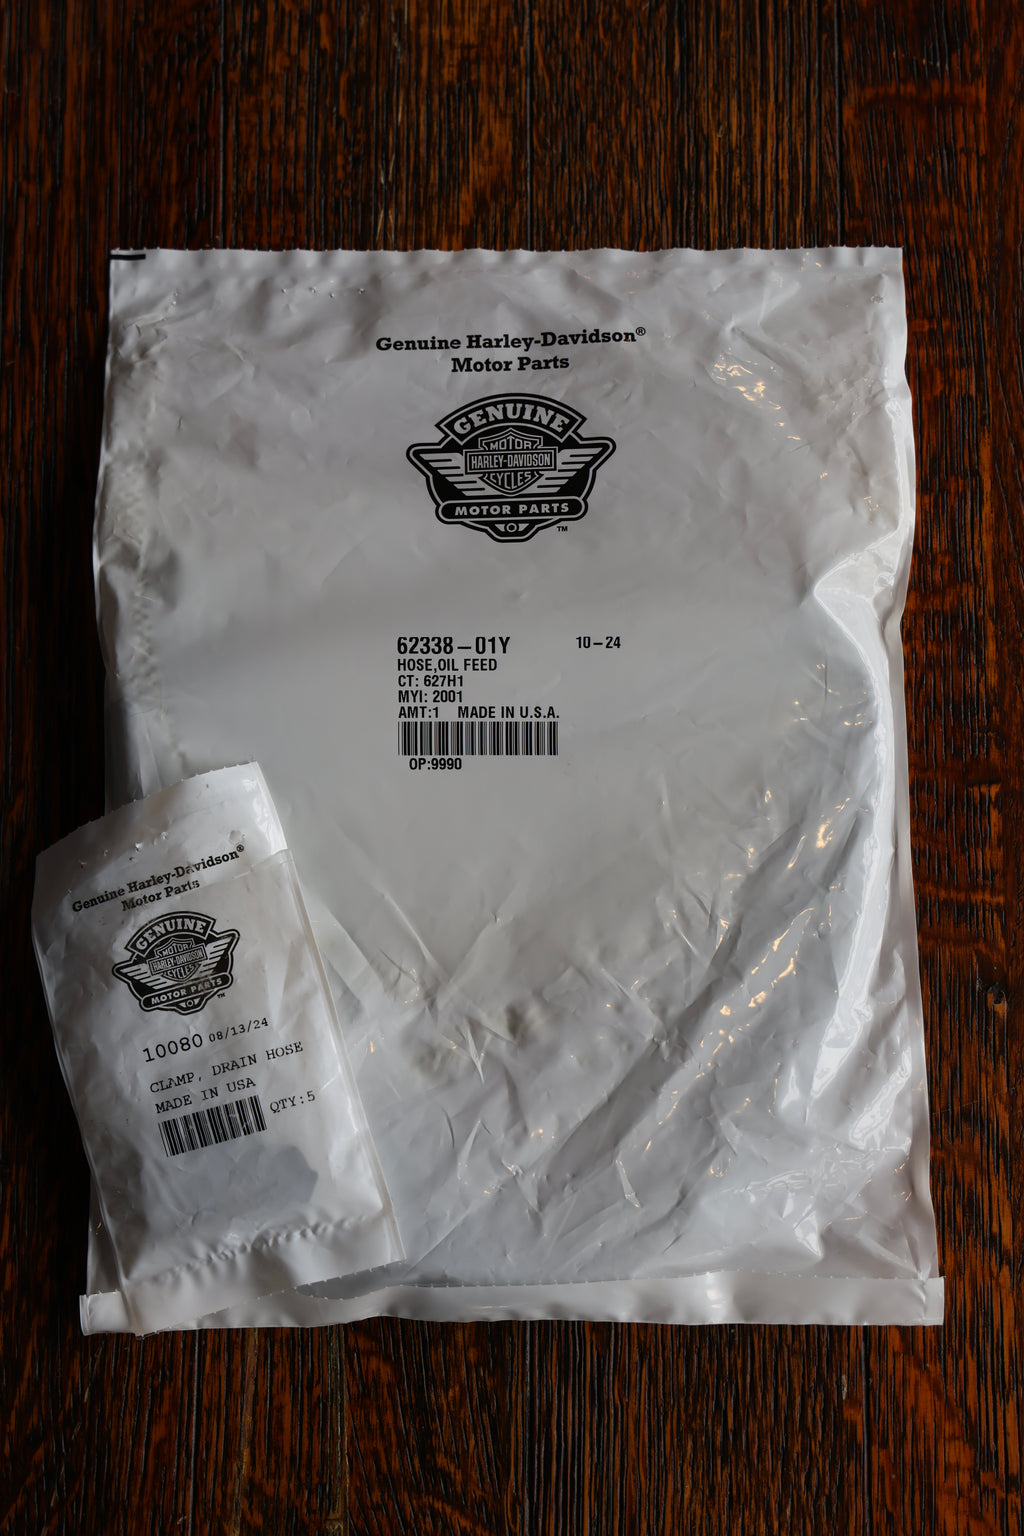 Genuine Harley-Davidson®
Motor Parts
GENUINE
MOTOR
HARLEY-DAVIDSON
CYCLES
MOTOR PARTS
™
62338-01Y 10-24
HOSE,OIL FEED
CT: 627H1
MYI: 2001
AMT:1 MADE IN U.S.A.
OP:9990
Genuine Harley-Davidson®
Motor Parts
GENUINE
MOTOR
HARLEY-DAVIDSON
CYCLES
MOTOR PARTS
™
10080 08/13/24
CLAMP, DRAIN HOSE
MADE IN USA
QTY:5